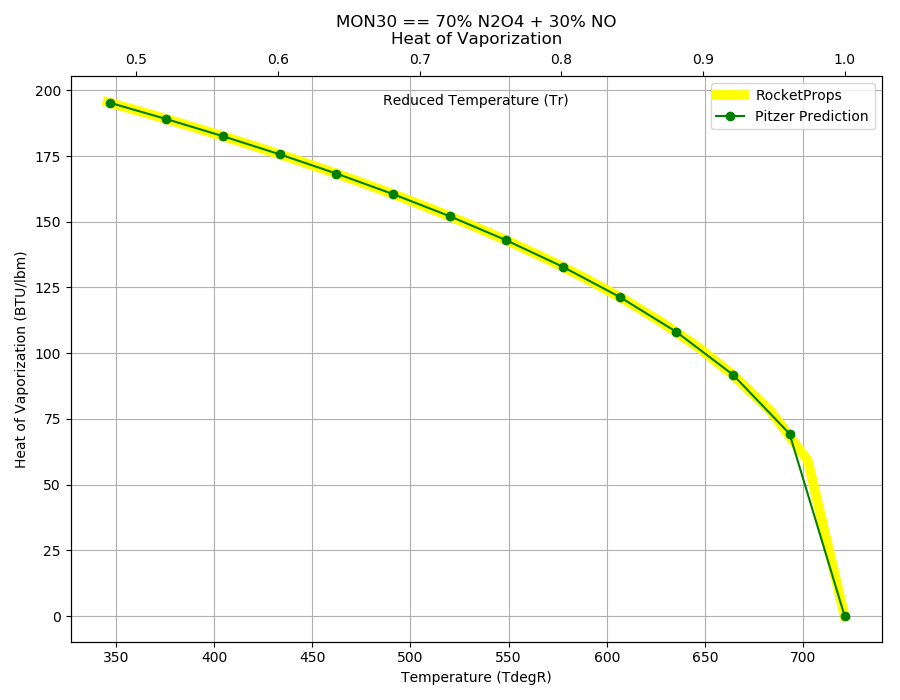 MON30 == 70% N2O4 + 30% NO
Heat of Vaporization
0.5 0.6 0.7 0.8 0.9 1.0
Reduced Temperature (Tr)
RocketProps
Pitzer Prediction
200
175
150
125
100
75
50
25
0
Heat of Vaporization (BTU/lbm)
350 400 450 500 550 600 650 700
Temperature (TdegR)